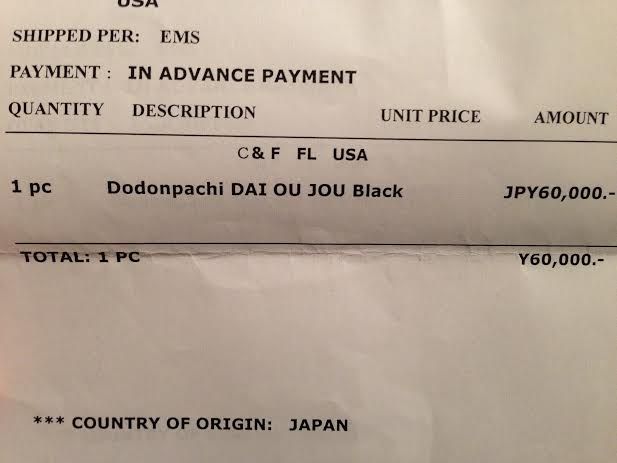 USA
SHIPPED PER: EMS
PAYMENT : IN ADVANCE PAYMENT
QUANTITY DESCRIPTION UNIT PRICE AMOUNT
C & F FL USA
1 pc Dodonpachi DAI OU JOU Black JPY60,000.-
TOTAL: 1 PC Y60,000.-
*** COUNTRY OF ORIGIN: JAPAN